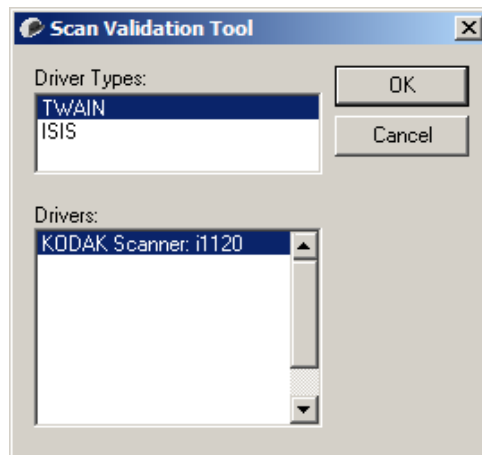 Scan Validation Tool
Driver Types:
TWAIN
ISIS
OK
Cancel
Drivers:
KODAK Scanner: i1120